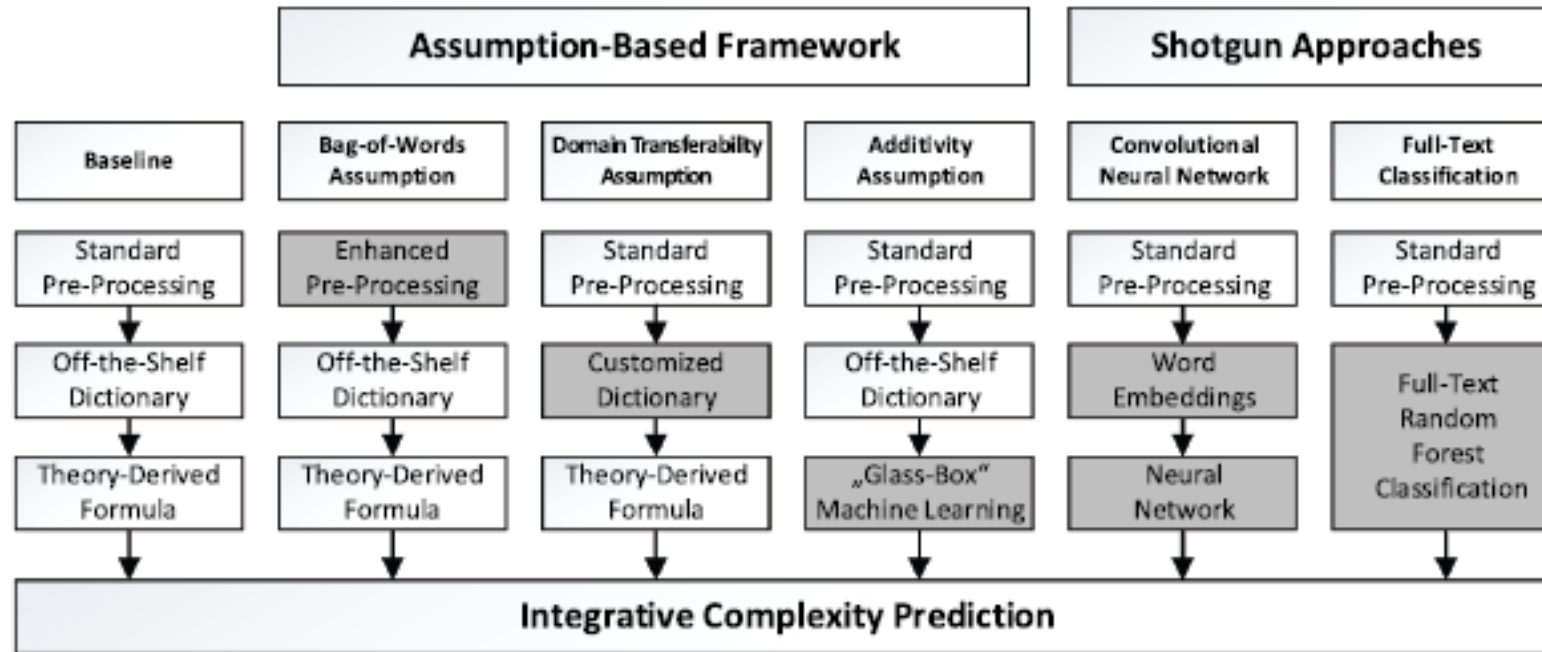 Assumption-Based Framework
Shotgun Approaches
Baseline
Bag-of-Words
Assumption
Domain Transferability
Assumption
Additivity
Assumption
Convolutional
Neural Network
Full-Text
Classification
Standard
Pre-Processing
Enhanced
Pre-Processing
Standard
Pre-Processing
Standard
Pre-Processing
Standard
Pre-Processing
Standard
Pre-Processing
Off-the-Shelf
Dictionary
Off-the-Shelf
Dictionary
Customized
Dictionary
Off-the-Shelf
Dictionary
Word
Embeddings
Full-Text
Random
Forest
Classification
Theory-Derived
Formula
Theory-Derived
Formula
Theory-Derived
Formula
„Glass-Box“
Machine Learning
Neural
Network
Integrative Complexity Prediction